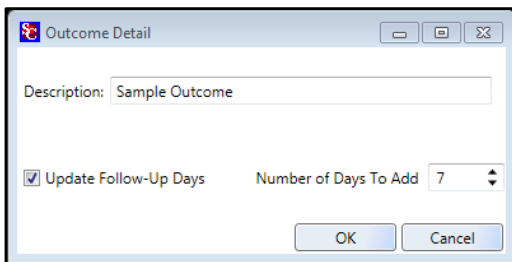 Outcome Detail
Description: Sample Outcome
Update Follow-Up Days Number of Days To Add 7
OK Cancel